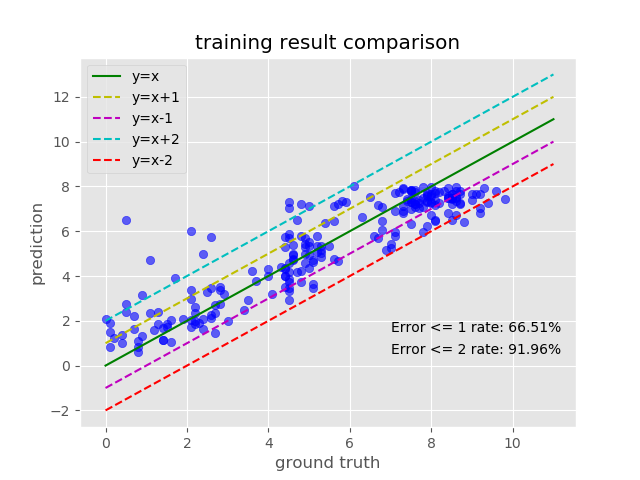 training result comparison
y=x
y=x+1
y=x-1
y=x+2
y=x-2
12
10
8
6
4
2
0
−2
prediction
Error <= 1 rate: 66.51%
Error <= 2 rate: 91.96%
0 2 4 6 8 10
ground truth